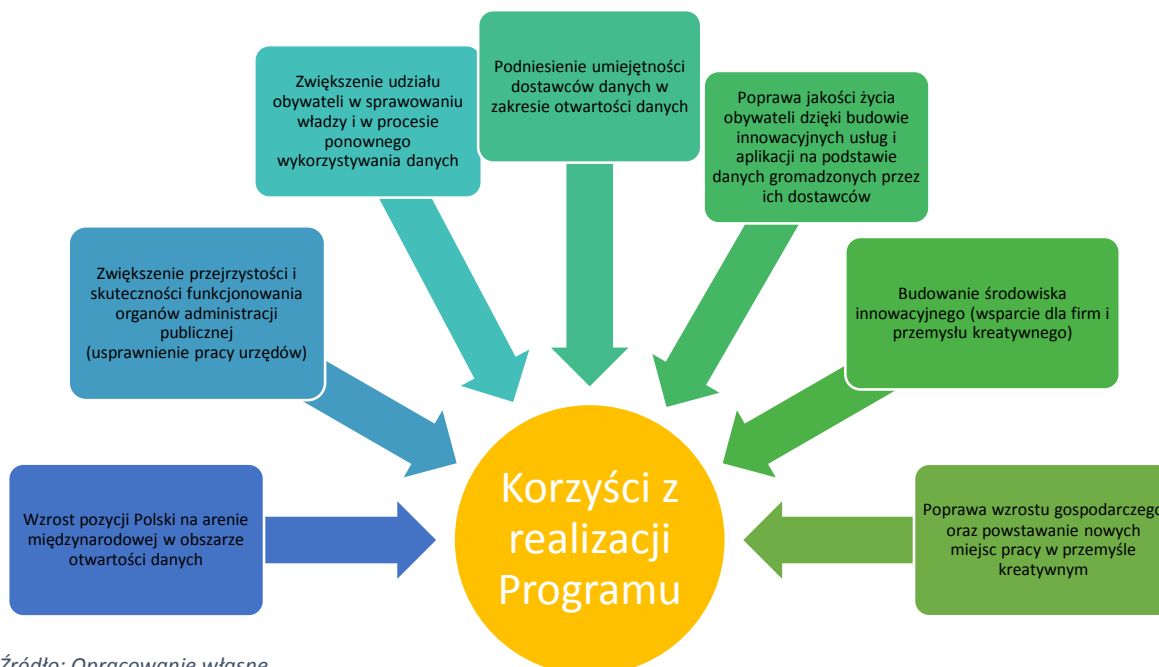 Podniesienie umiejętności
dostawców danych w
zakresie otwartości danych
Zwiększenie udziału
obywateli w sprawowaniu
władzy i w procesie
ponownego
wykorzystywania danych
Poprawa jakości życia
obywateli dzięki budowie
innowacyjnych usług i
aplikacji na podstawie
danych gromadzonych przez
ich dostawców
Zwiększenie przejrzystości i
skuteczności funkcjonowania
organów administracji
publicznej
(usprawnienie pracy urzędów)
Budowanie środowiska
innowacyjnego (wsparcie dla firm i
przemysłu kreatywnego)
Wzrost pozycji Polski na arenie
międzynarodowej w obszarze
otwartości danych
Korzyści z
realizacji
Programu
Poprawa wzrostu gospodarczego
oraz powstawanie nowych
miejsc pracy w przemyśle
kreatywnym
Źródło: Opracowanie własne